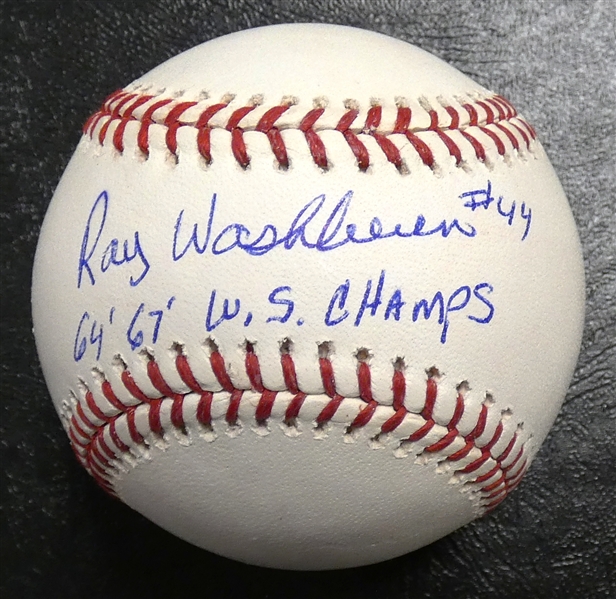 Ray Washburn #44
64' 67' W.S. CHAMPS